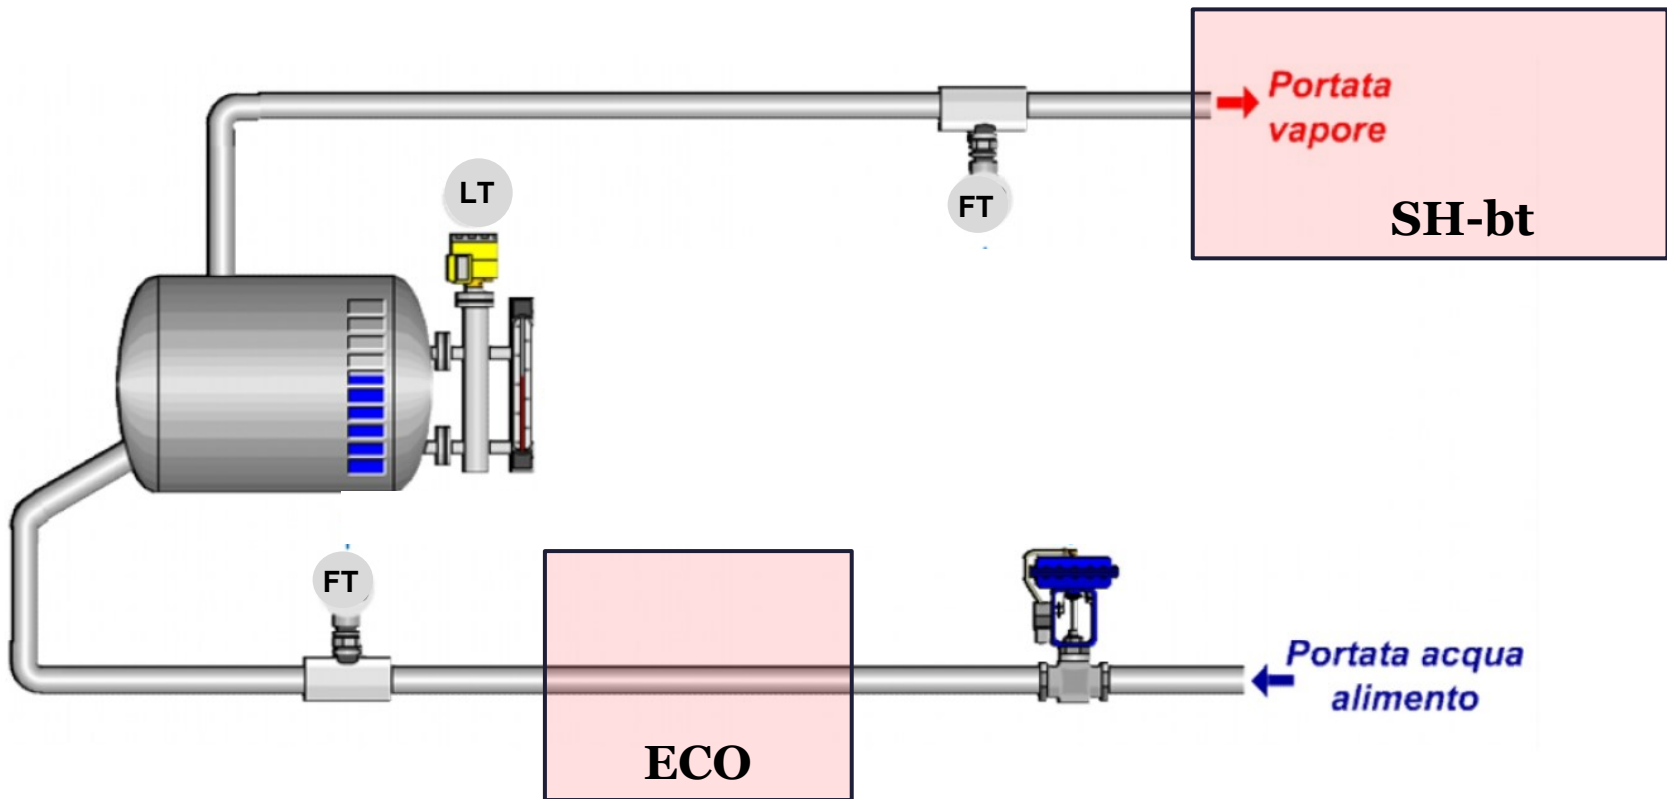 Portata
vapore
LT
FT
SH-bt
FT
Portata acqua
alimento
ECO